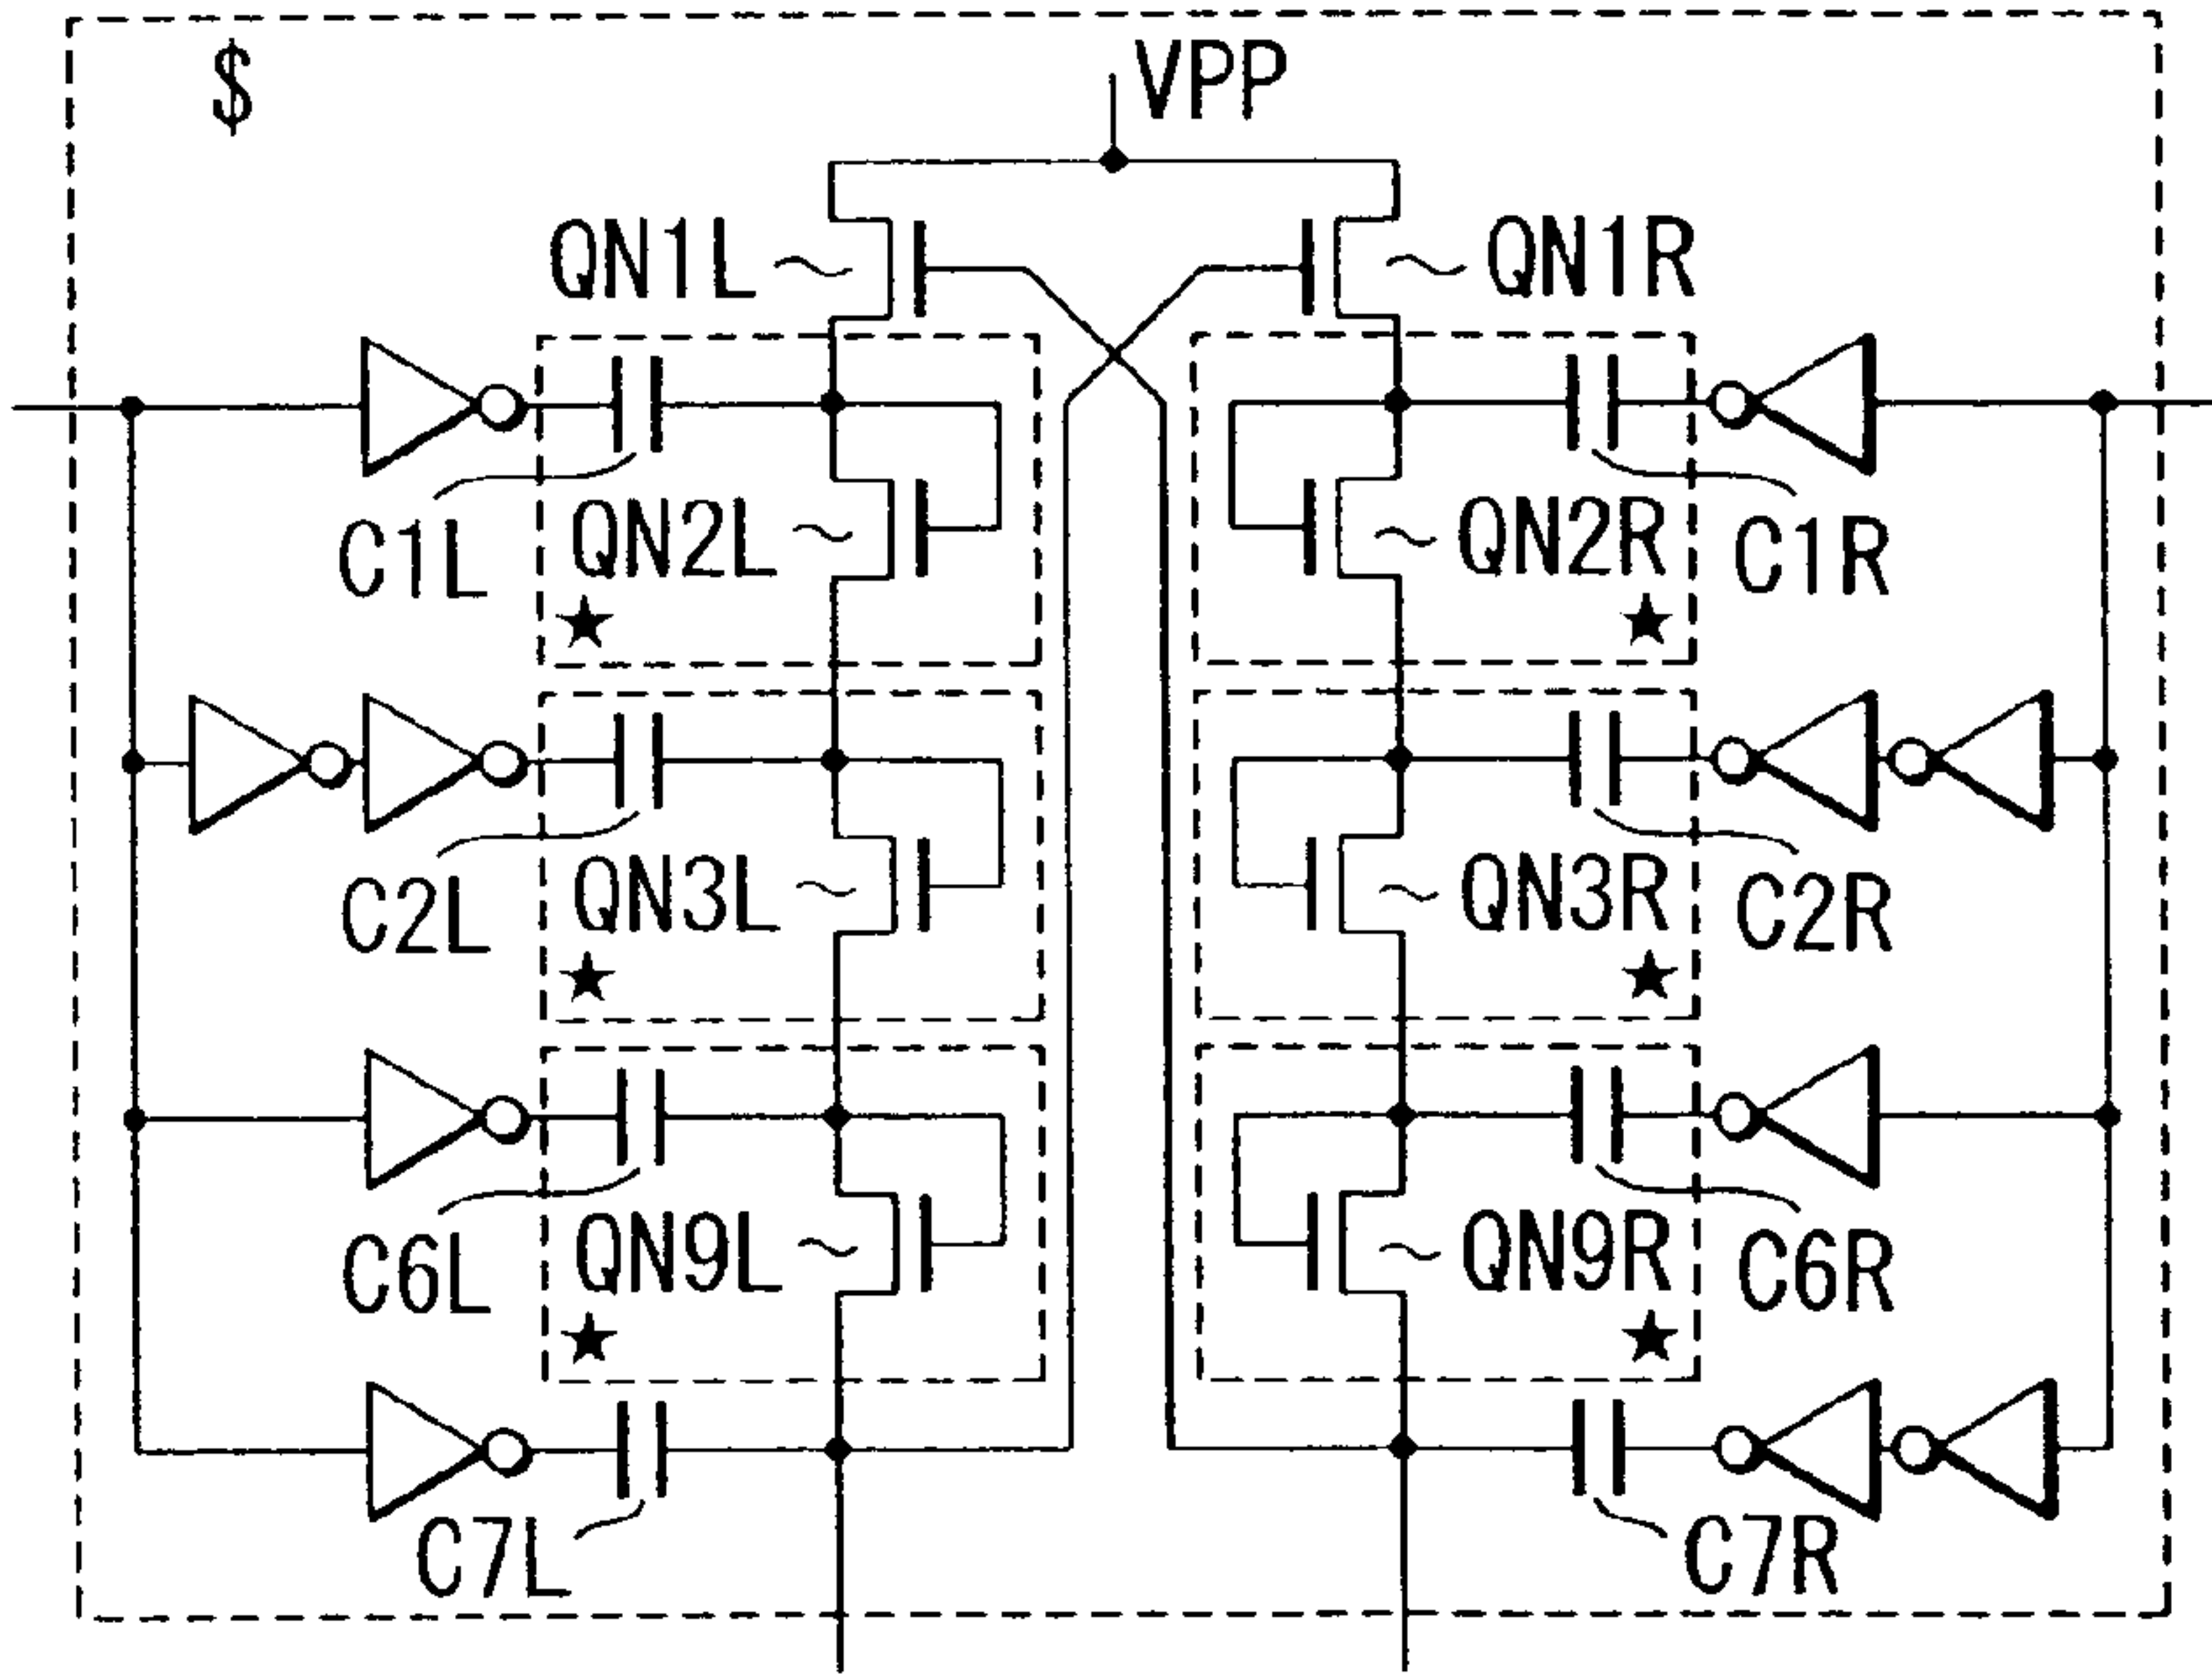 $
VPP
QN1L
QN1R
C1L
QN2L
★
QN2R
★
C1R
C2L
QN3L
★
QN3R
★
C2R
C6L
QN9L
★
QN9R
★
C6R
C7L
C7R